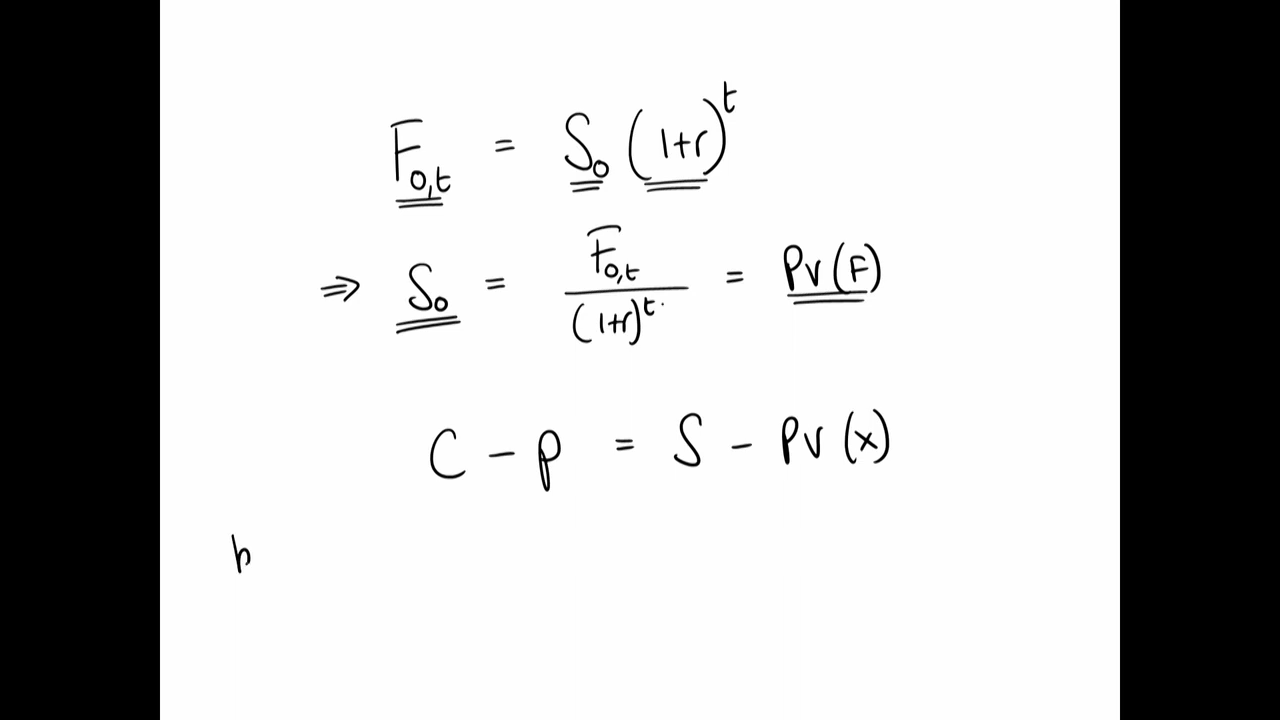 F₀,ₜ = S₀ (1+r)ᵗ
⇒ S₀ = F₀,ₜ / (1+r)ᵗ = PV(F)
C - p = S - PV(x)
h